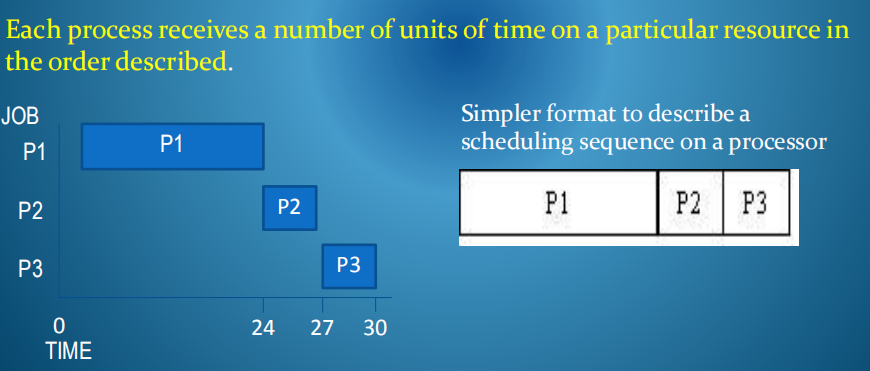 Each process receives a number of units of time on a particular resource in
the order described.
JOB
P1
P1
P2
P2
P3
P3
0
24
27
30
TIME
Simpler format to describe a
scheduling sequence on a processor
P1
P2
P3